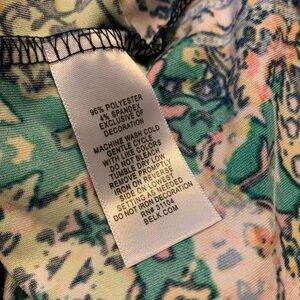 96% POLYESTER
4% SPANDEX
EXCLUSIVE OF
DECORATION
MACHINE WASH COLD
GENTLE CYCLE
WITH LIKE COLORS
DO NOT BLEACH
TUMBLE DRY LOW
REMOVE PROMPTLY
IRON ON REVERSE
SIDE ON LOWEST
SETTING AS NEEDED
DO NOT IRON DECORATION
RN# 31104
BELK.COM